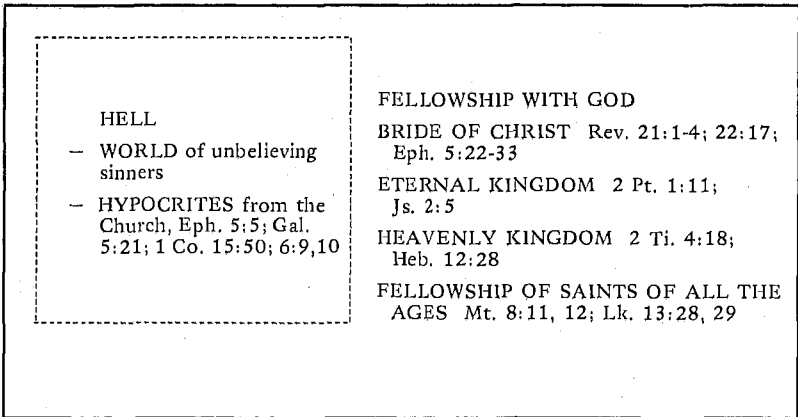 HELL
— WORLD of unbelieving
sinners
— HYPOCRITES from the
Church, Eph. 5:5; Gal.
5:21; 1 Co. 15:50; 6:9,10
FELLOWSHIP WITH GOD
BRIDE OF CHRIST Rev. 21:1-4; 22:17;
Eph. 5:22-33
ETERNAL KINGDOM 2 Pt. 1:11;
Js. 2:5
HEAVENLY KINGDOM 2 Ti. 4:18;
Heb. 12:28
FELLOWSHIP OF SAINTS OF ALL THE
AGES Mt. 8:11, 12; Lk. 13:28, 29